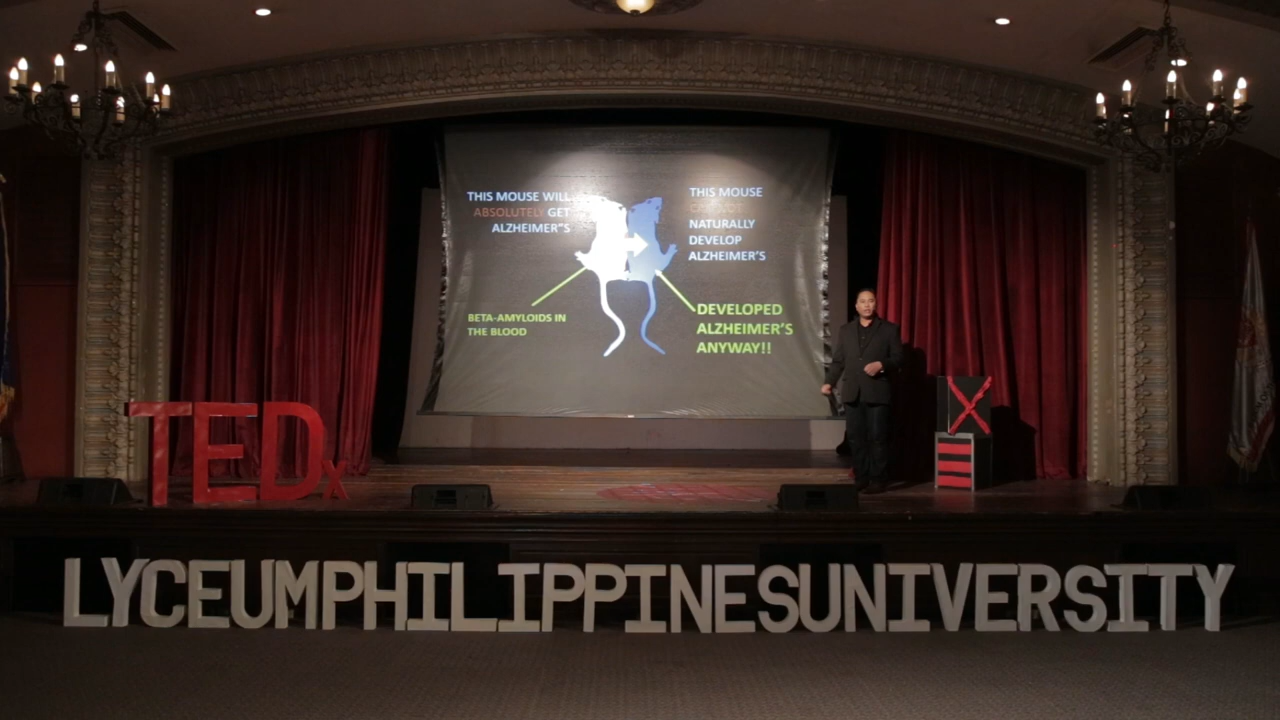 THIS MOUSE WILL
ABSOLUTELY GET
ALZHEIMER"S
THIS MOUSE
NATURALLY
DEVELOP
ALZHEIMER'S
BETA-AMYLOIDS IN
THE BLOOD
DEVELOPED
ALZHEIMER'S
ANYWAY!!
TEDx
X
LYCEUMPHILIPPINESUNIVERSITY